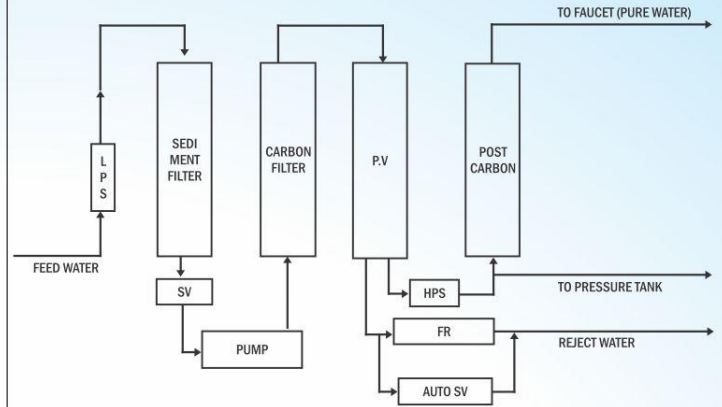 TO FAUCET (PURE WATER)
L
P
S
SEDI
MENT
FILTER
CARBON
FILTER
P.V
POST
CARBON
FEED WATER
SV
HPS
TO PRESSURE TANK
PUMP
FR
REJECT WATER
AUTO SV